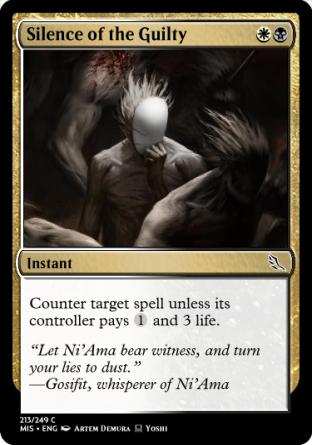 Silence of the Guilty
Instant
Counter target spell unless its
controller pays 1 and 3 life.
“Let Ni’Ama bear witness, and turn
your lies to dust.”
—Gosifit, whisperer of Ni’Ama
213/249 C
MIS • ENG Artem Demura Yoshi